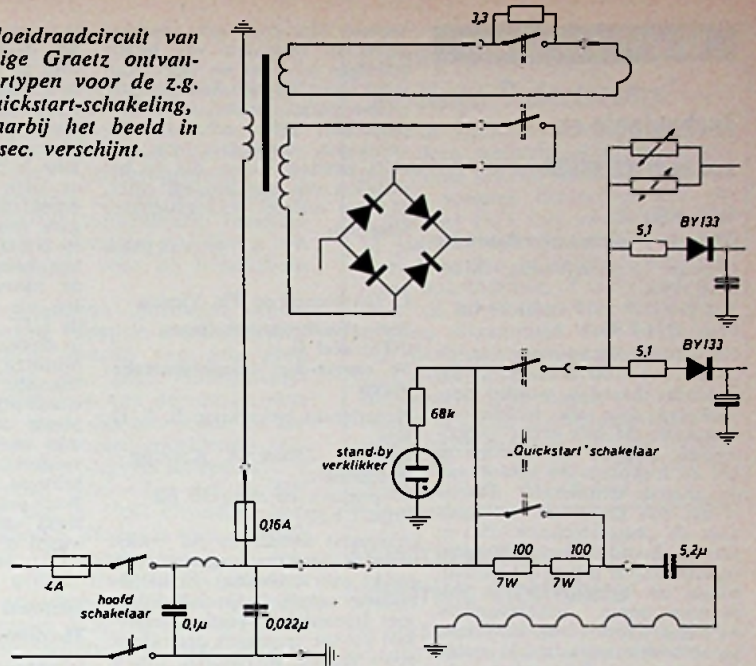 loeidraadcircuit van
ige Graetz ontvan-
rtypen voor de z.g.
uickstart-schakeling,
aarbij het beeld in
sec. verschijnt.
3,3
5,1
BY133
5,1
BY133
68k
stand-by
verklikker
„Quickstart" schakelaar
0,16A
100
100
5,2µ
4A
7W
7W
hoofd
schakelaar
0,1µ
0,022µ